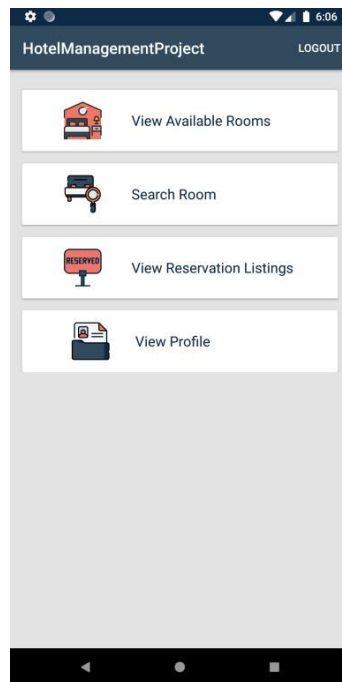 6:06
HotelManagementProject LOGOUT
View Available Rooms
Search Room
RESERVED
View Reservation Listings
View Profile